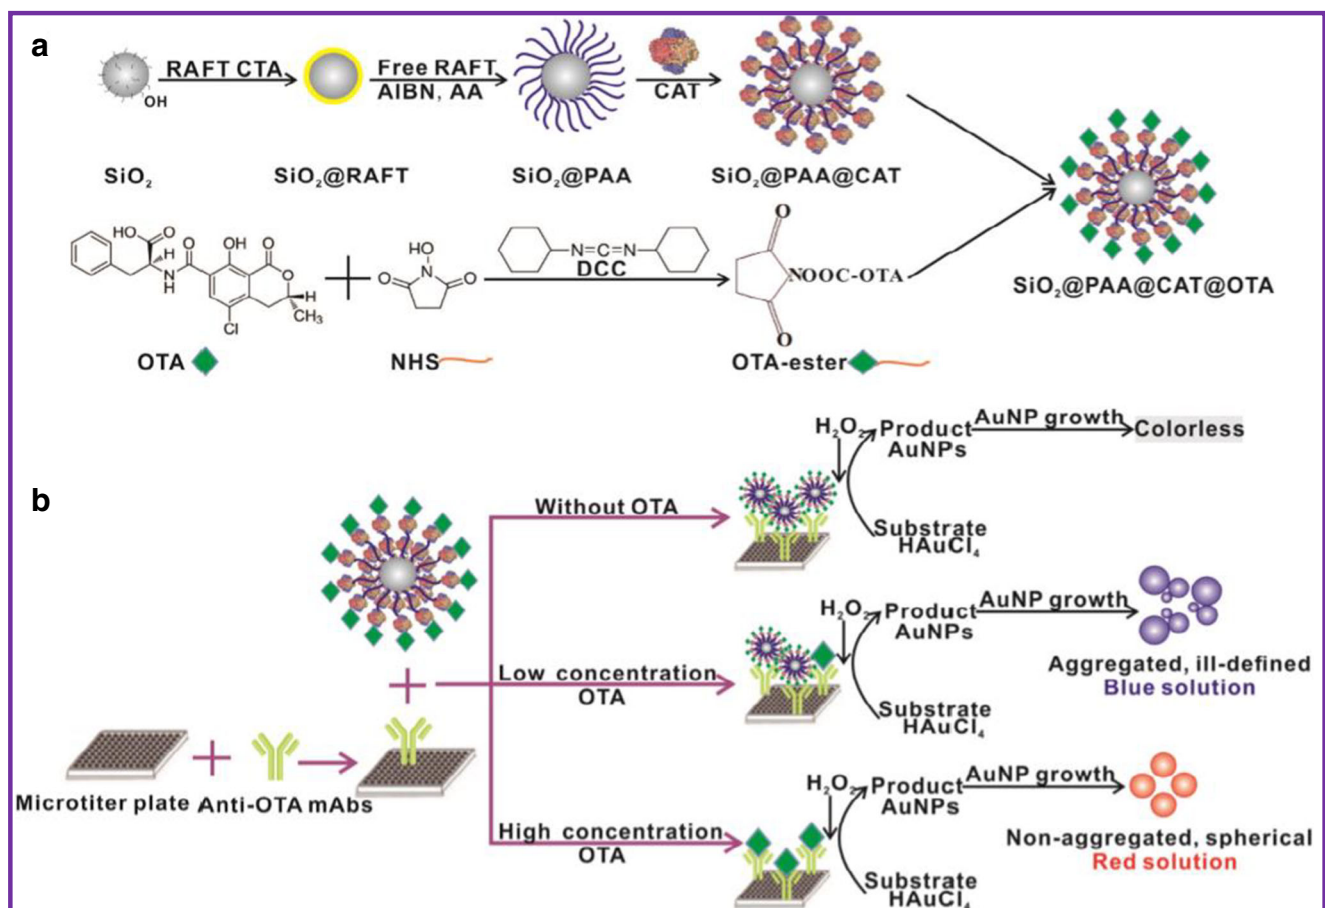 a
RAFT CTA
OH
Free RAFT
AIBN, AA
CAT
SiO2
SiO2@RAFT
SiO2@PAA
SiO2@PAA@CAT
HO
O
H
N
H
O
OH
O
O
H
CH3
Cl
HO
N
O
O
N=C=N
DCC
O
NOOC-OTA
O
SiO2@PAA@CAT@OTA
OTA
NHS
OTA-ester
b
H2O2
Product
AuNPs
AuNP growth
Colorless
Without OTA
Substrate
HAuCl4
H2O2
Product
AuNPs
AuNP growth
Aggregated, ill-defined
Blue solution
Low concentration
OTA
Substrate
HAuCl4
Microtiter plate
Anti-OTA mAbs
H2O2
Product
AuNPs
AuNP growth
Non-aggregated, spherical
Red solution
High concentration
OTA
Substrate
HAuCl4